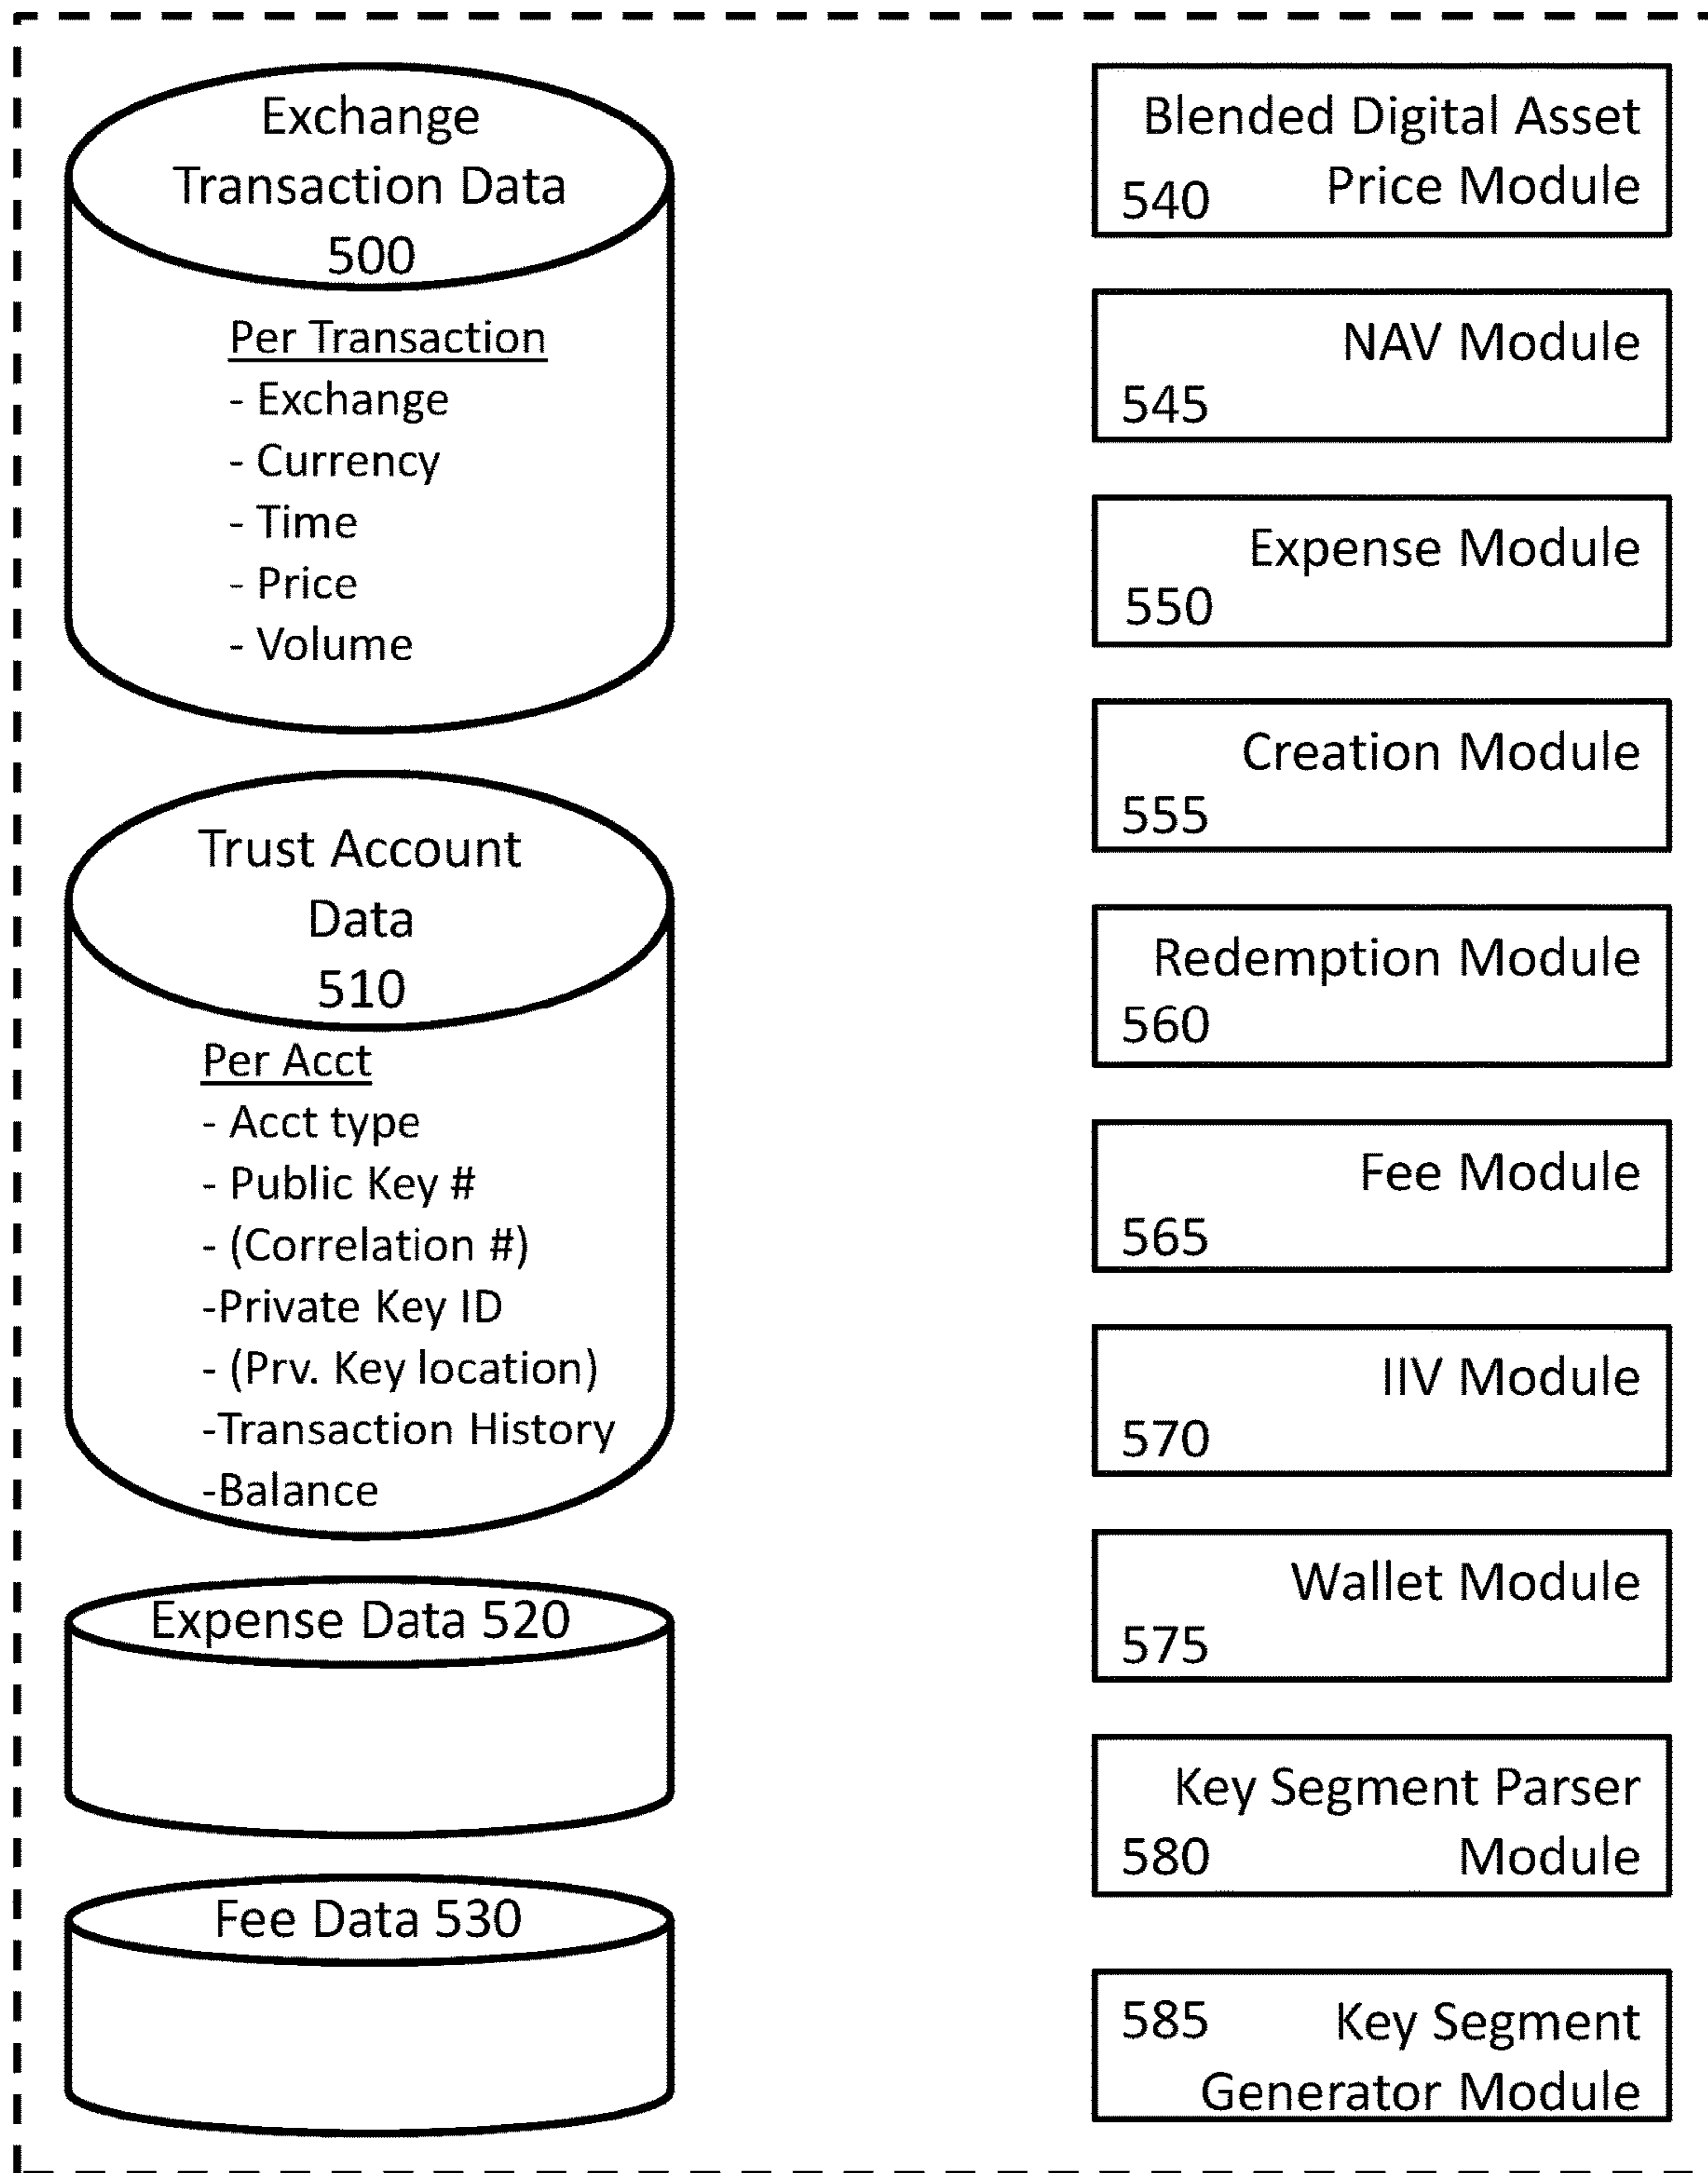 Exchange
Transaction Data
500
Per Transaction
- Exchange
- Currency
- Time
- Price
- Volume
Trust Account
Data
510
Per Acct
- Acct type
- Public Key #
- (Correlation #)
-Private Key ID
- (Prv. Key location)
-Transaction History
-Balance
Expense Data 520
Fee Data 530
Blended Digital Asset
540 Price Module
NAV Module
545
Expense Module
550
Creation Module
555
Redemption Module
560
Fee Module
565
IIV Module
570
Wallet Module
575
Key Segment Parser
580 Module
585 Key Segment
Generator Module